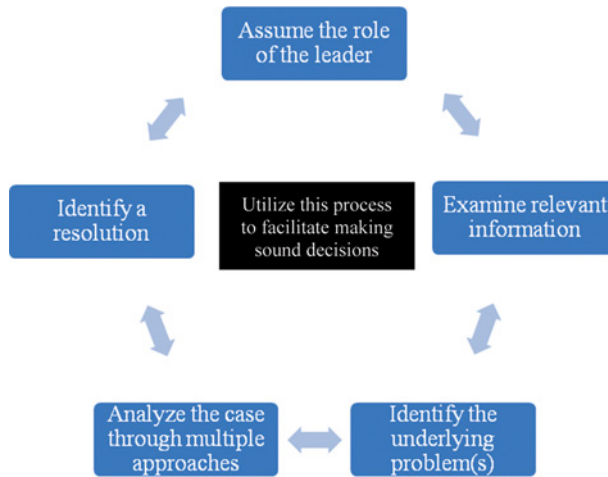 Assume the role
of the leader
Examine relevant
information
Identify the
underlying
problem(s)
Analyze the case
through multiple
approaches
Identify a
resolution
Utilize this process
to facilitate making
sound decisions